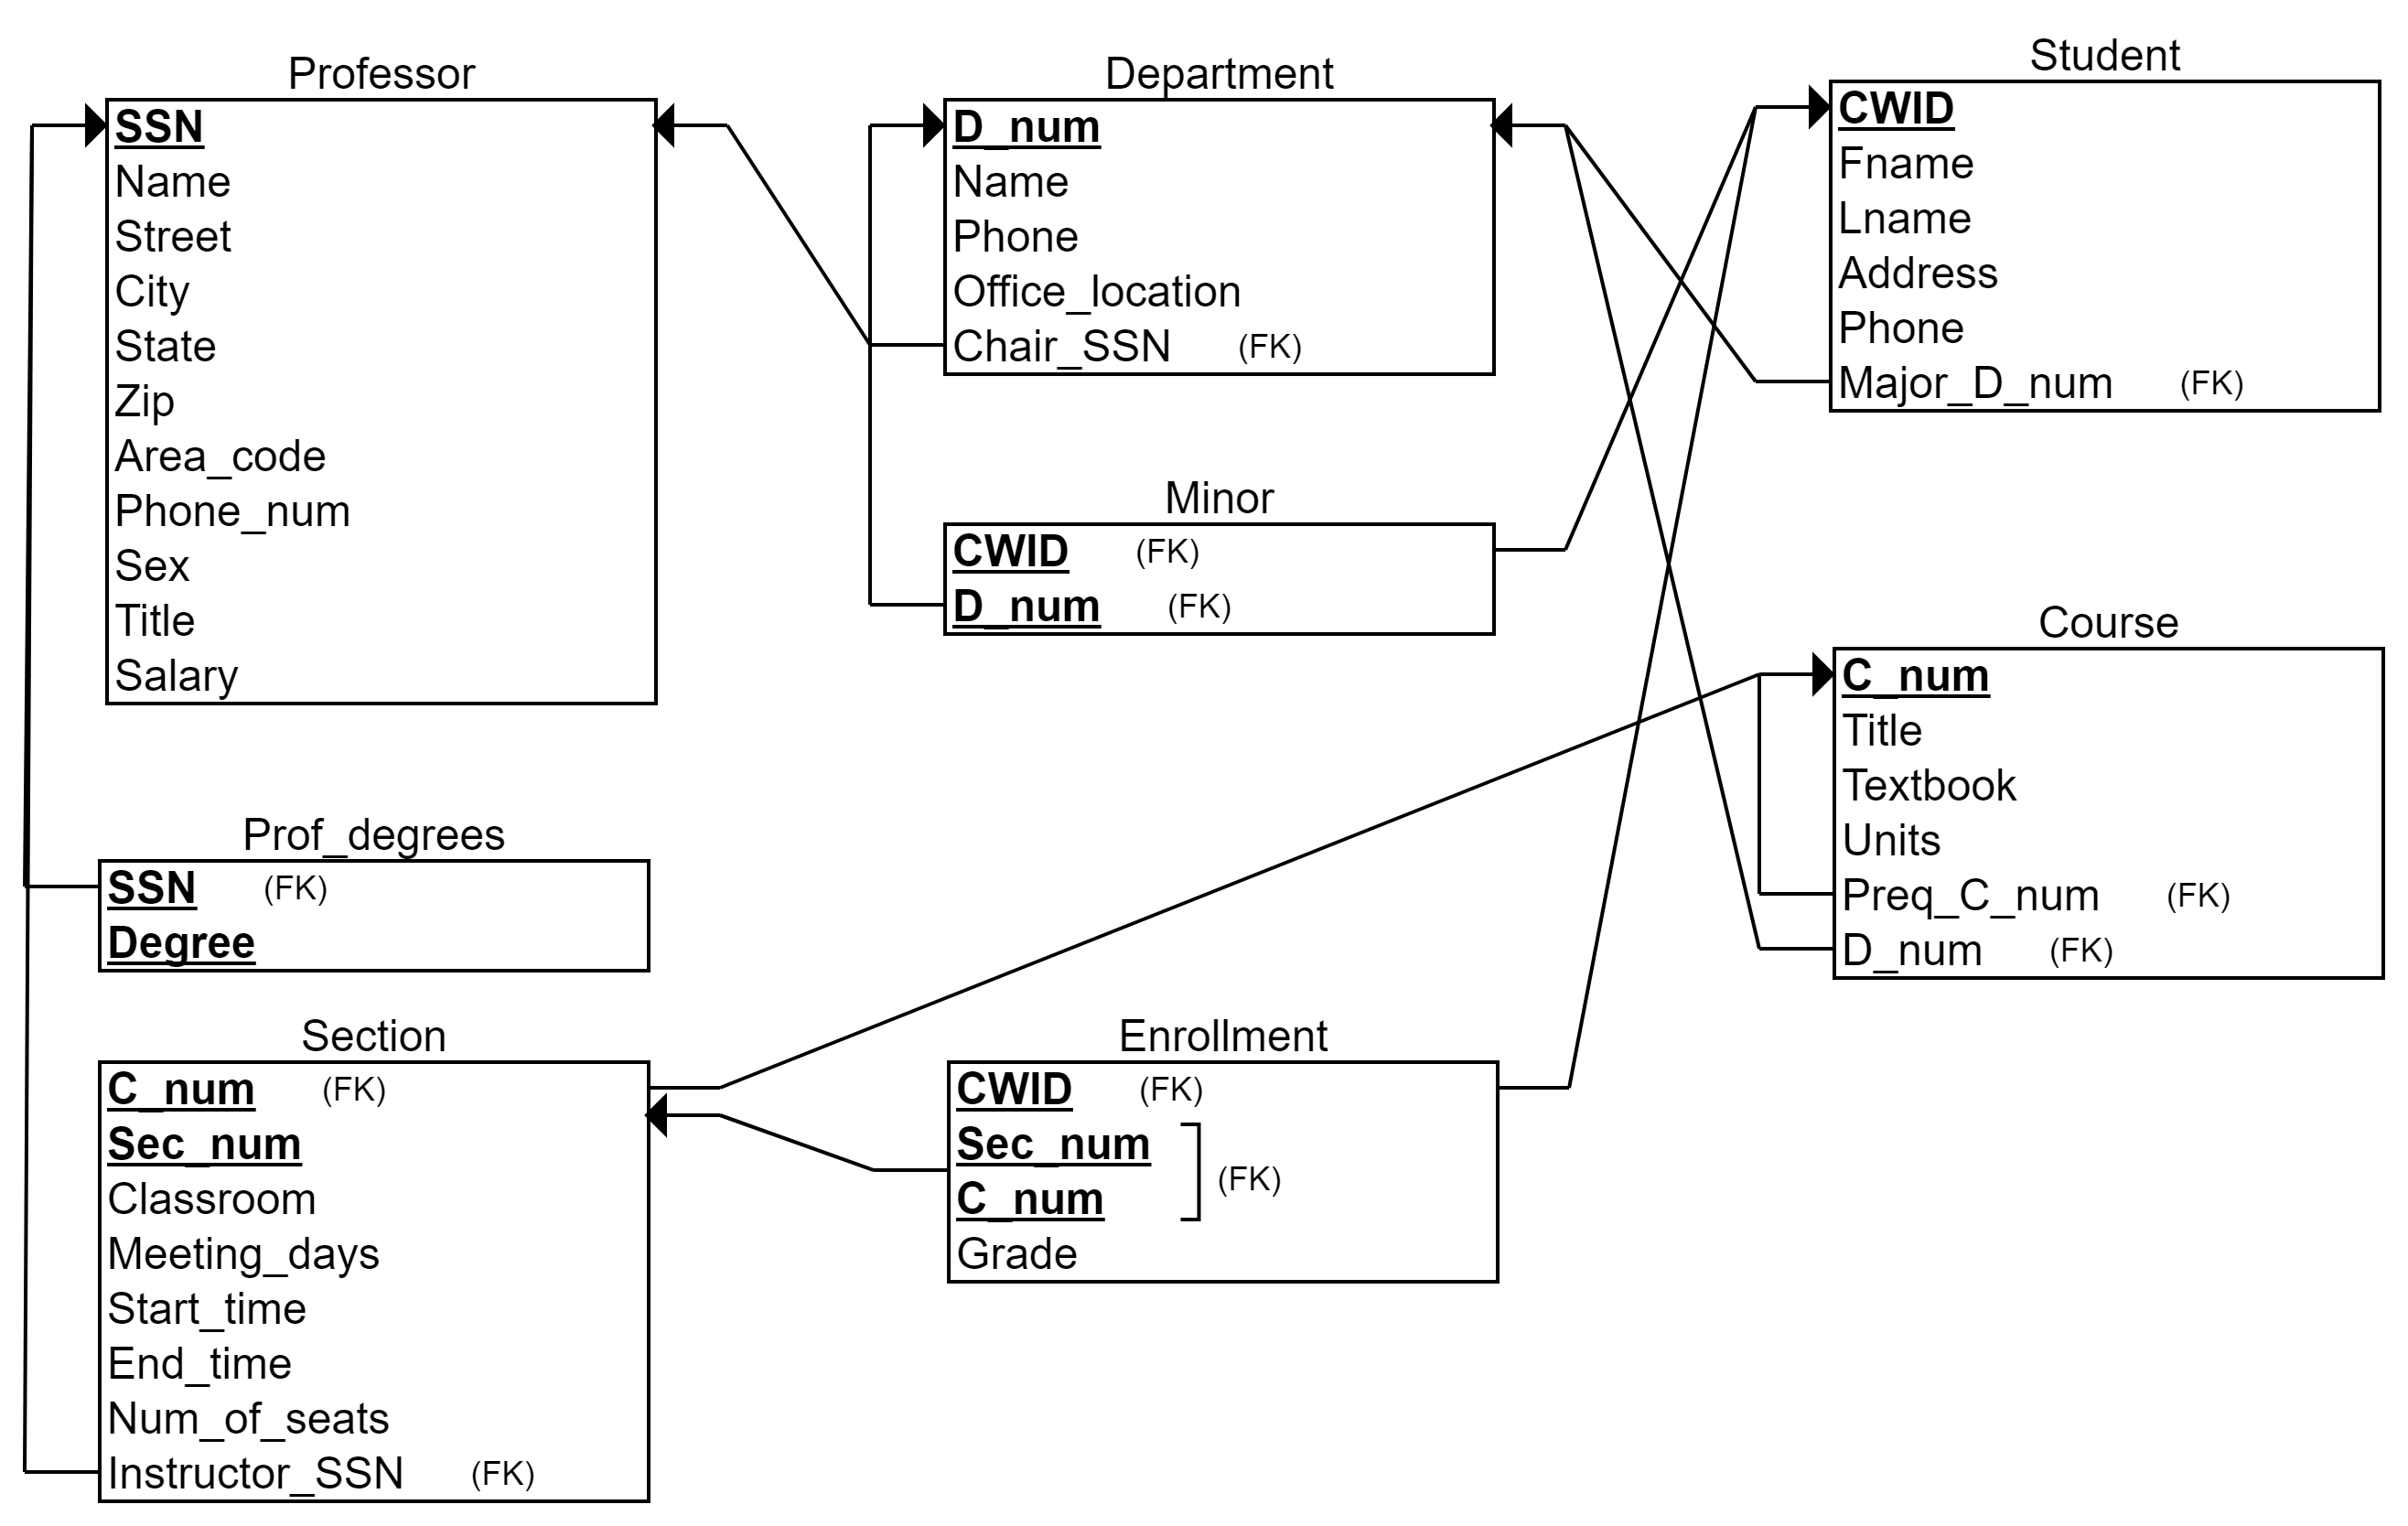 Professor
SSN
Name
Street
City
State
Zip
Area_code
Phone_num
Sex
Title
Salary
Department
D_num
Name
Phone
Office_location
Chair_SSN (FK)
Student
CWID
Fname
Lname
Address
Phone
Major_D_num (FK)
Minor
CWID (FK)
D_num (FK)
Course
C_num
Title
Textbook
Units
Preq_C_num (FK)
D_num (FK)
Prof_degrees
SSN (FK)
Degree
Section
C_num (FK)
Sec_num
Classroom
Meeting_days
Start_time
End_time
Num_of_seats
Instructor_SSN (FK)
Enrollment
CWID (FK)
Sec_num
C_num
(FK)
Grade